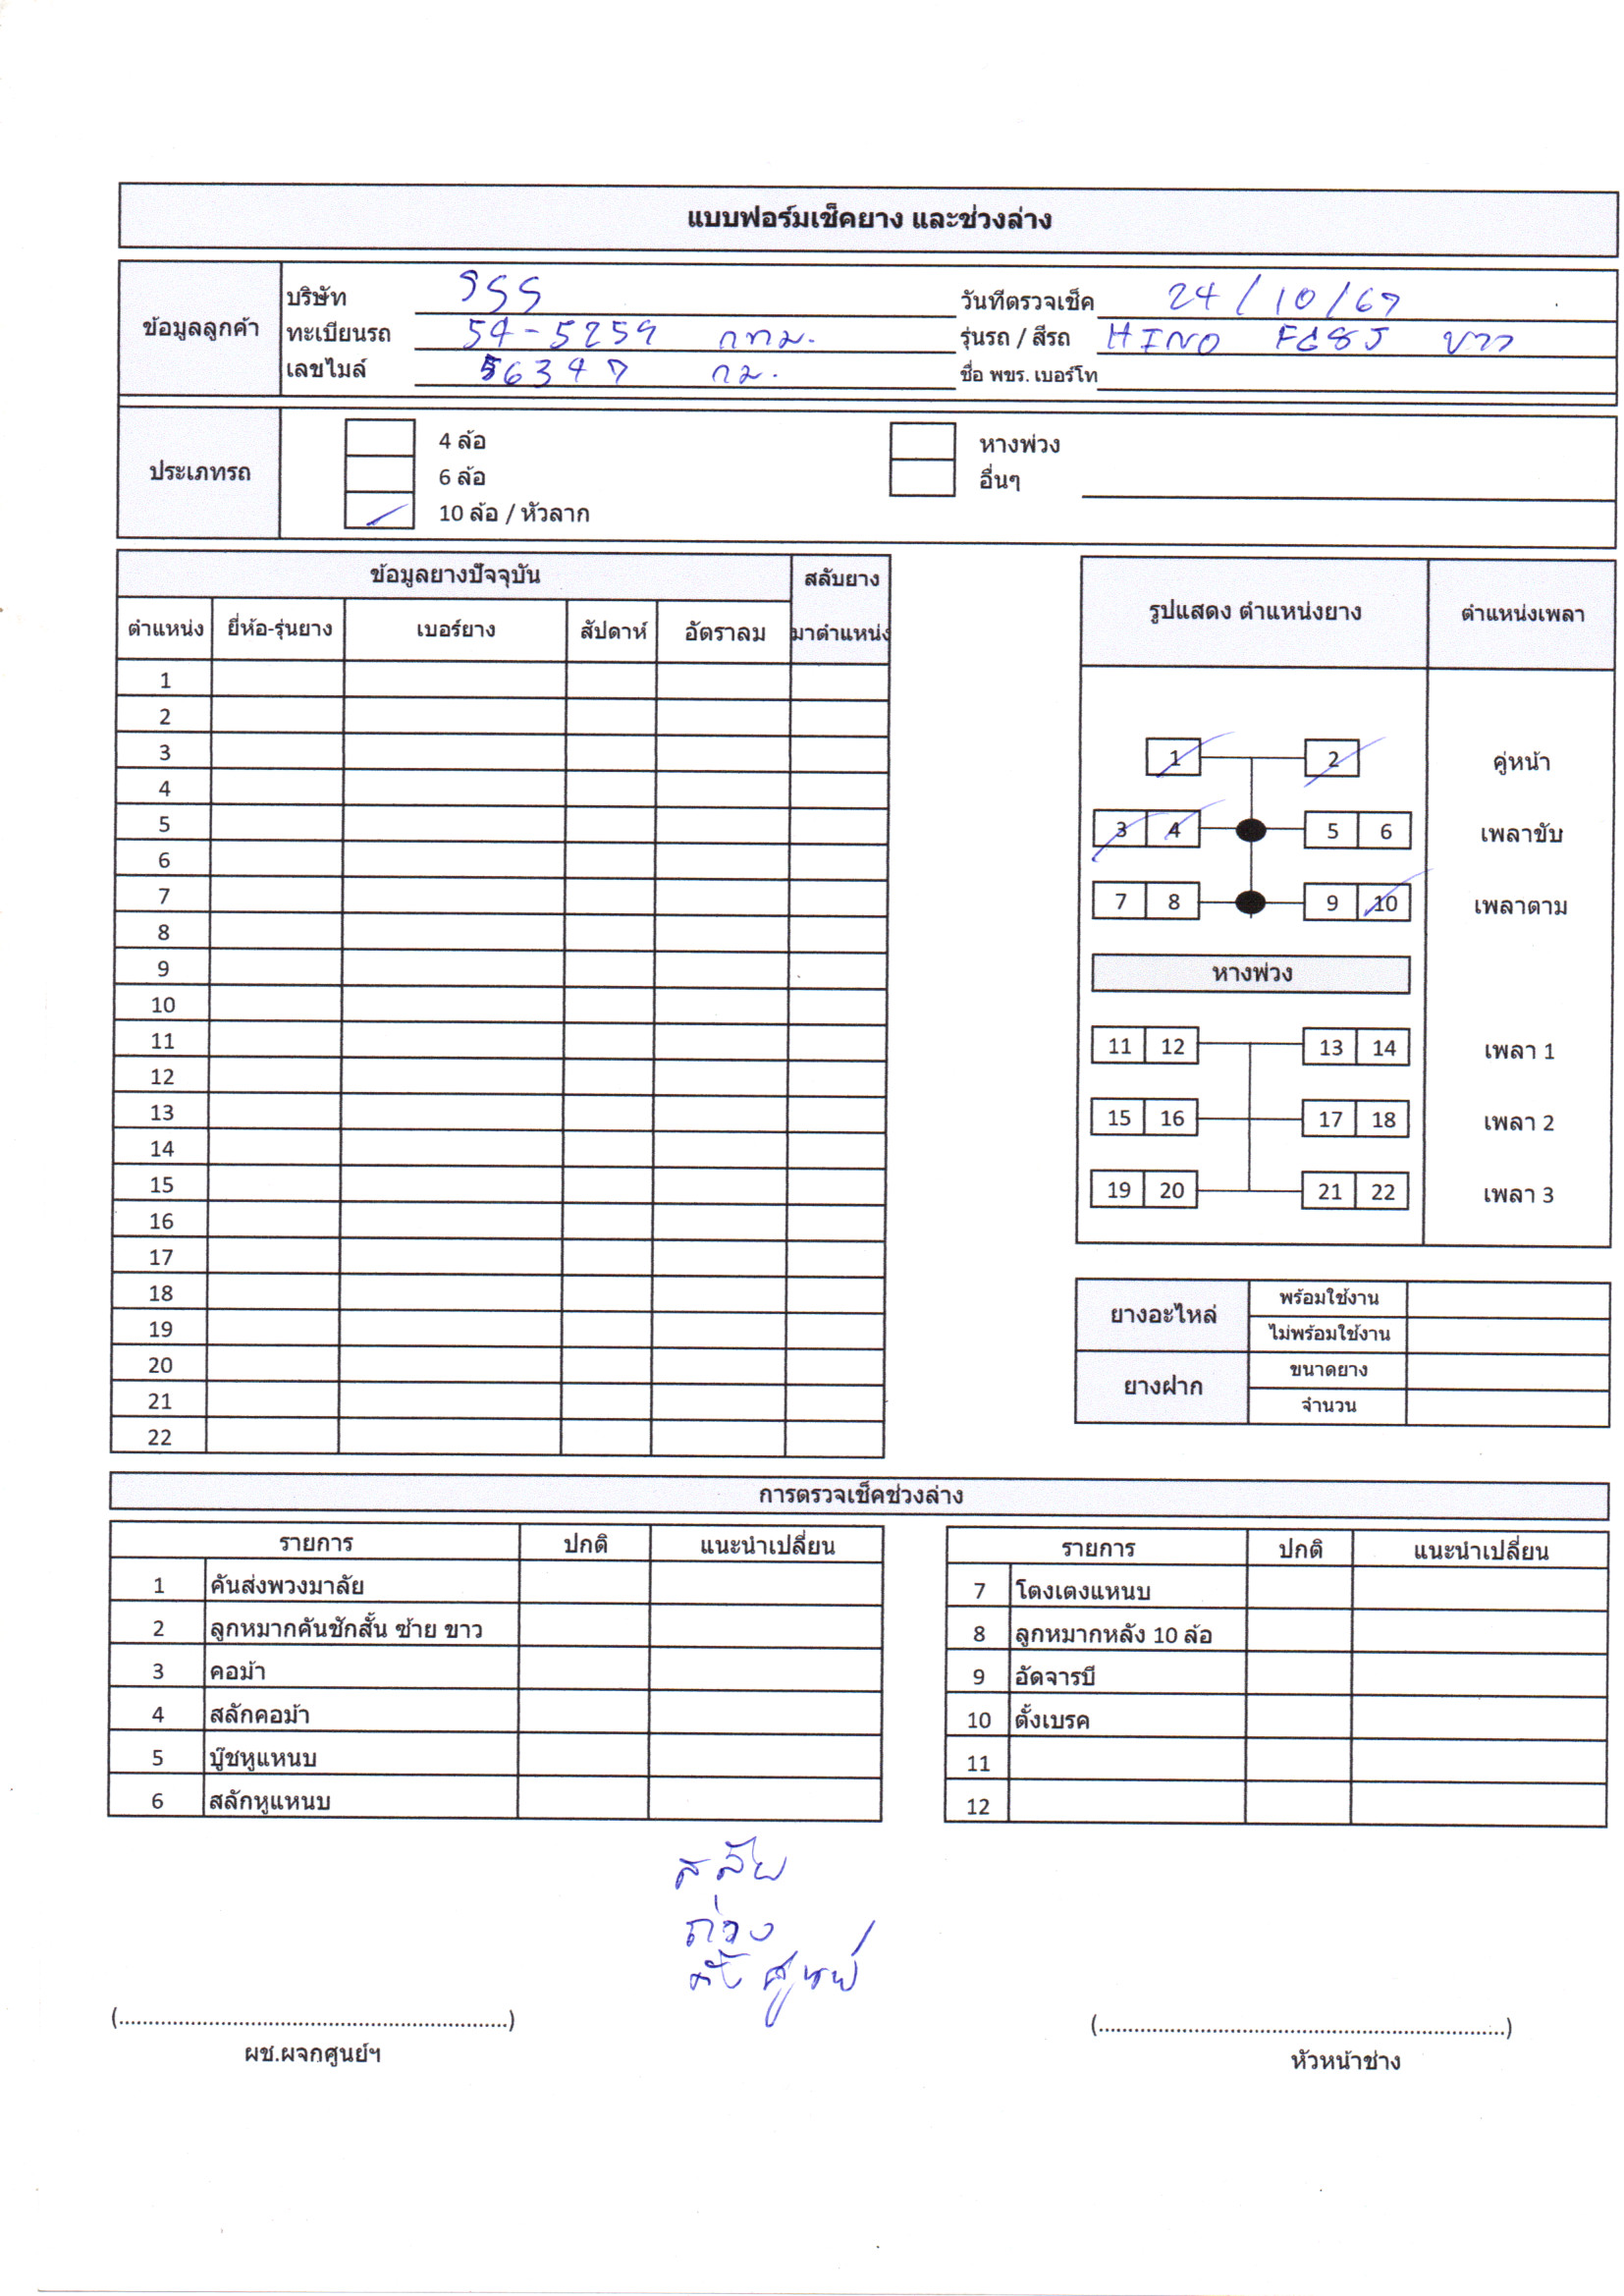 แบบฟอร์มเช็คยาง และช่วงล่าง
ข้อมูลลูกค้า
บริษัท วันที่ตรวจเช็ค 24/10/67
ทะเบียนรถ 54-5259 กทม. รุ่นรถ / สีรถ HINO FG8J ขาว
เลขไมล์ 56347 กม. ชื่อ พขร. เบอร์โท
ประเภทรถ
4 ล้อ หางพ่วง
6 ล้อ อื่นๆ
10 ล้อ / หัวลาก
ข้อมูลยางปัจจุบัน สลับยาง
ตำแหน่ง ยี่ห้อ-รุ่นยาง เบอร์ยาง สัปดาห์ อัตราลม มาตำแหน่ง
1
2
3
4
5
6
7
8
9
10
11
12
13
14
15
16
17
18
19
20
21
22
รูปแสดง ตำแหน่งยาง ตำแหน่งเพลา
1 2 คู่หน้า
3 4 5 6 เพลาขับ
7 8 9 10 เพลาตาม
หางพ่วง
11 12 13 14 เพลา 1
15 16 17 18 เพลา 2
19 20 21 22 เพลา 3
ยางอะไหล่ พร้อมใช้งาน
ไม่พร้อมใช้งาน
ยางฝาก ขนาดยาง
จำนวน
การตรวจเช็คช่วงล่าง
รายการ ปกติ แนะนำเปลี่ยน
1 คันส่งพวงมาลัย
2 ลูกหมากคันชักสั้น ซ้าย ขาว
3 คอม้า
4 สลักคอม้า
5 บู๊ชหูแหนบ
6 สลักหูแหนบ
รายการ ปกติ แนะนำเปลี่ยน
7 โตงเตงแหนบ
8 ลูกหมากหลัง 10 ล้อ
9 อัดจารบี
10 ตั้งเบรค
11
12
สลับ
ถ่วง
ตั้งศูนย์
(..................................................................)
ผช.ผจกศูนย์ฯ
(..................................................................)
หัวหน้าช่าง